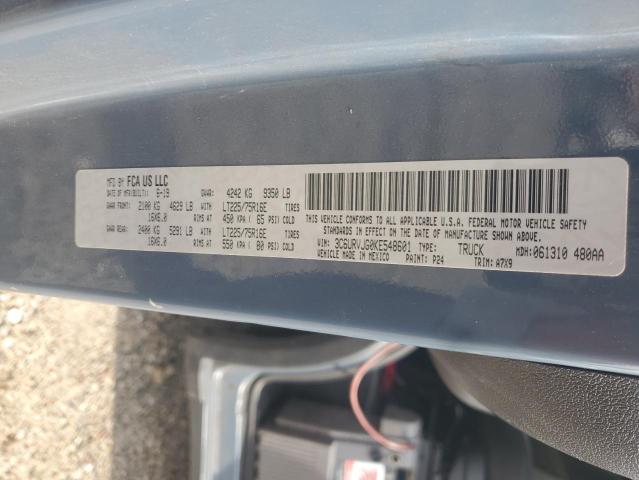 MFD BY FCA US LLC
DATE OF MFR(BUILT): 6-19 GVWR: 4242 KG 9350 LB
GAWR FRONT: 2100 KG 4629 LB WITH LT225/75R16E TIRES
16X6.0 RIMS AT 450 KPA( 65 PSI) COLD
GAWR REAR: 2400 KG 5291 LB WITH LT225/75R16E TIRES
16X6.0 RIMS AT 550 KPA( 80 PSI) COLD
THIS VEHICLE CONFORMS TO ALL APPLICABLE U.S.A. FEDERAL MOTOR VEHICLE SAFETY
STANDARDS IN EFFECT ON THE DATE OF MANUFACTURE SHOWN ABOVE.
VIN: 3C6URVJG0KE548601 TYPE: TRUCK MDH:061310 480AA
VEHICLE MADE IN MEXICO PAINT: P24 TRIM: A7X9